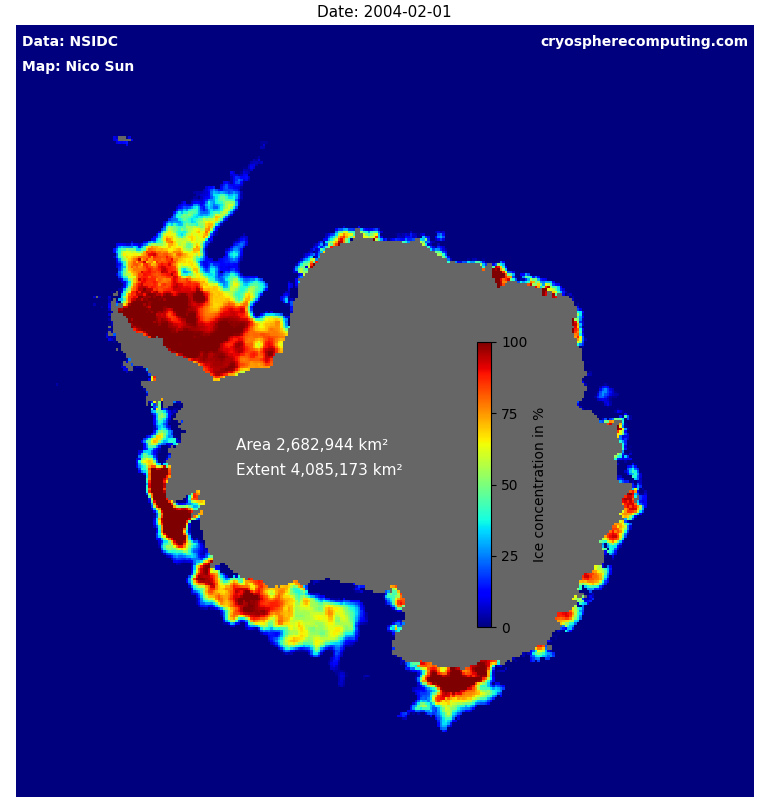 Date: 2004-02-01
Data: NSIDC
cryospherecomputing.com
Map: Nico Sun
100
75
50
25
0
Ice concentration in %
Area 2,682,944 km²
Extent 4,085,173 km²